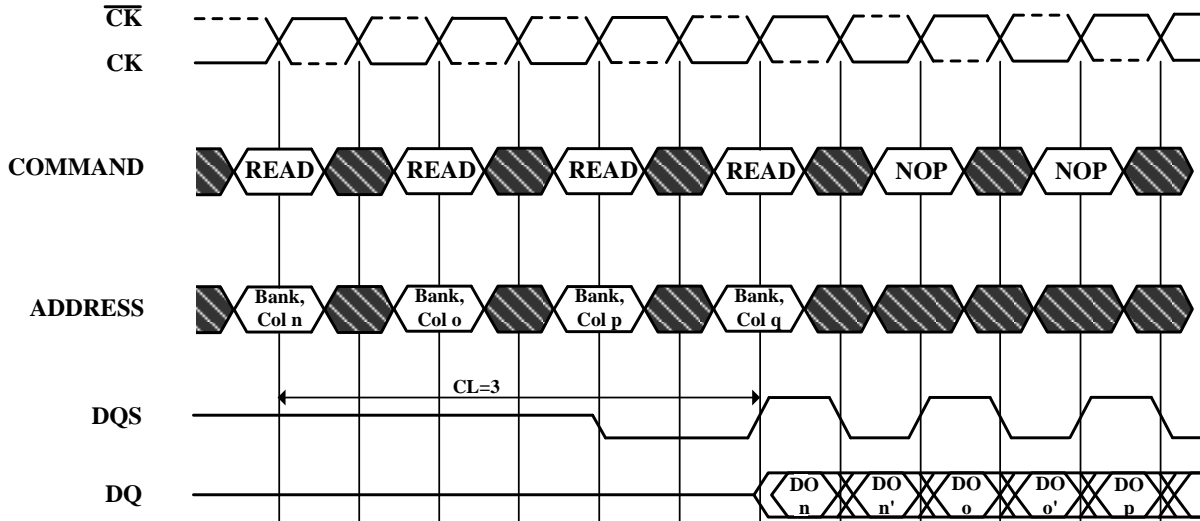 CK
CK
COMMAND READ READ READ READ NOP NOP
ADDRESS Bank, Col n Bank, Col o Bank, Col p Bank, Col q
CL=3
DQS
DQ DO n DO n' DO o DO o' DO p